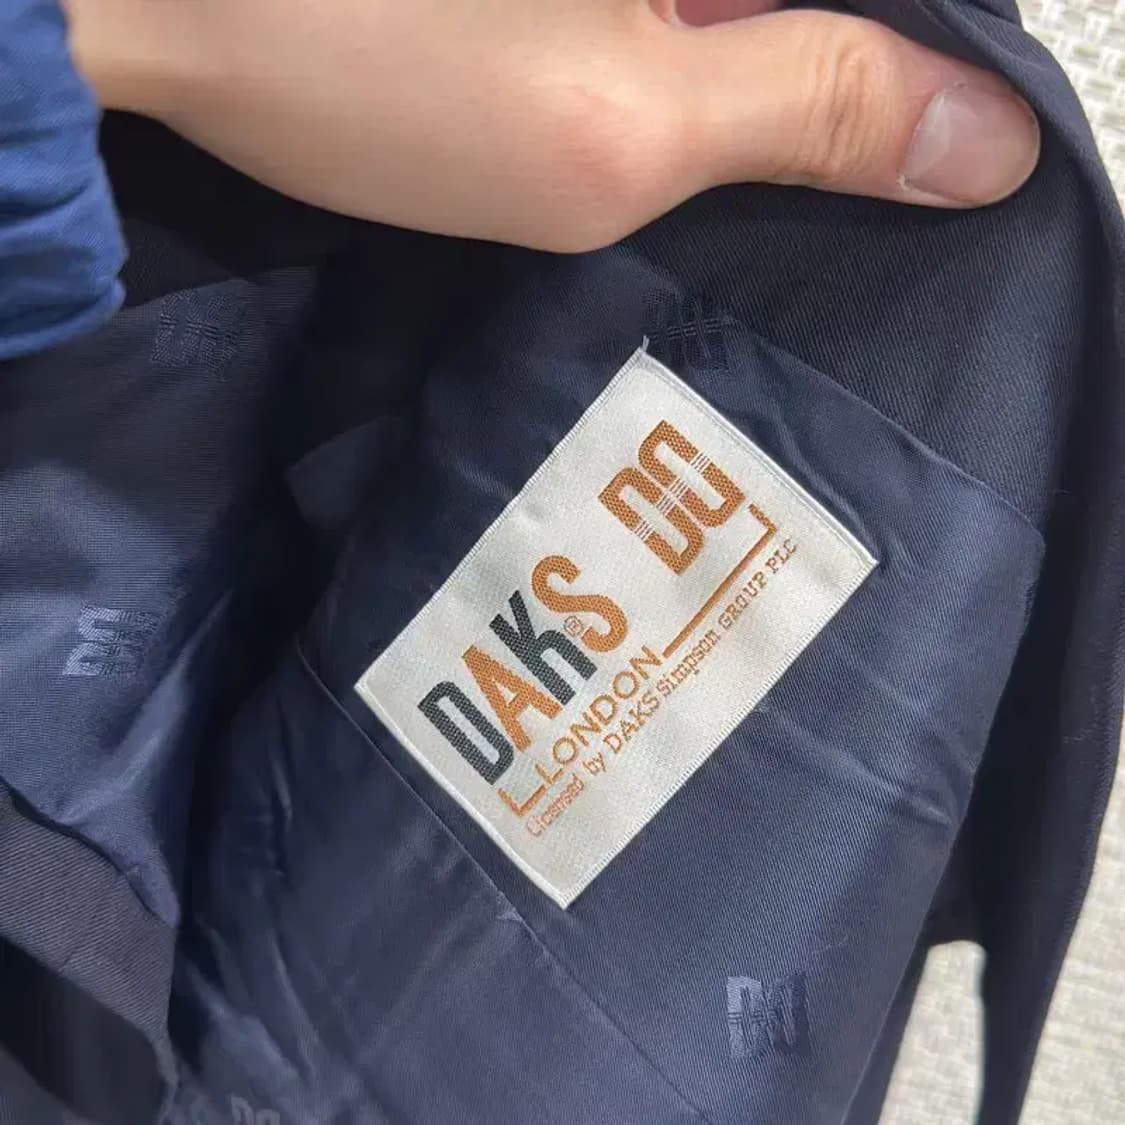 DAKS® DD
LONDON
Licensed by DAKS Simpson GROUP PLC